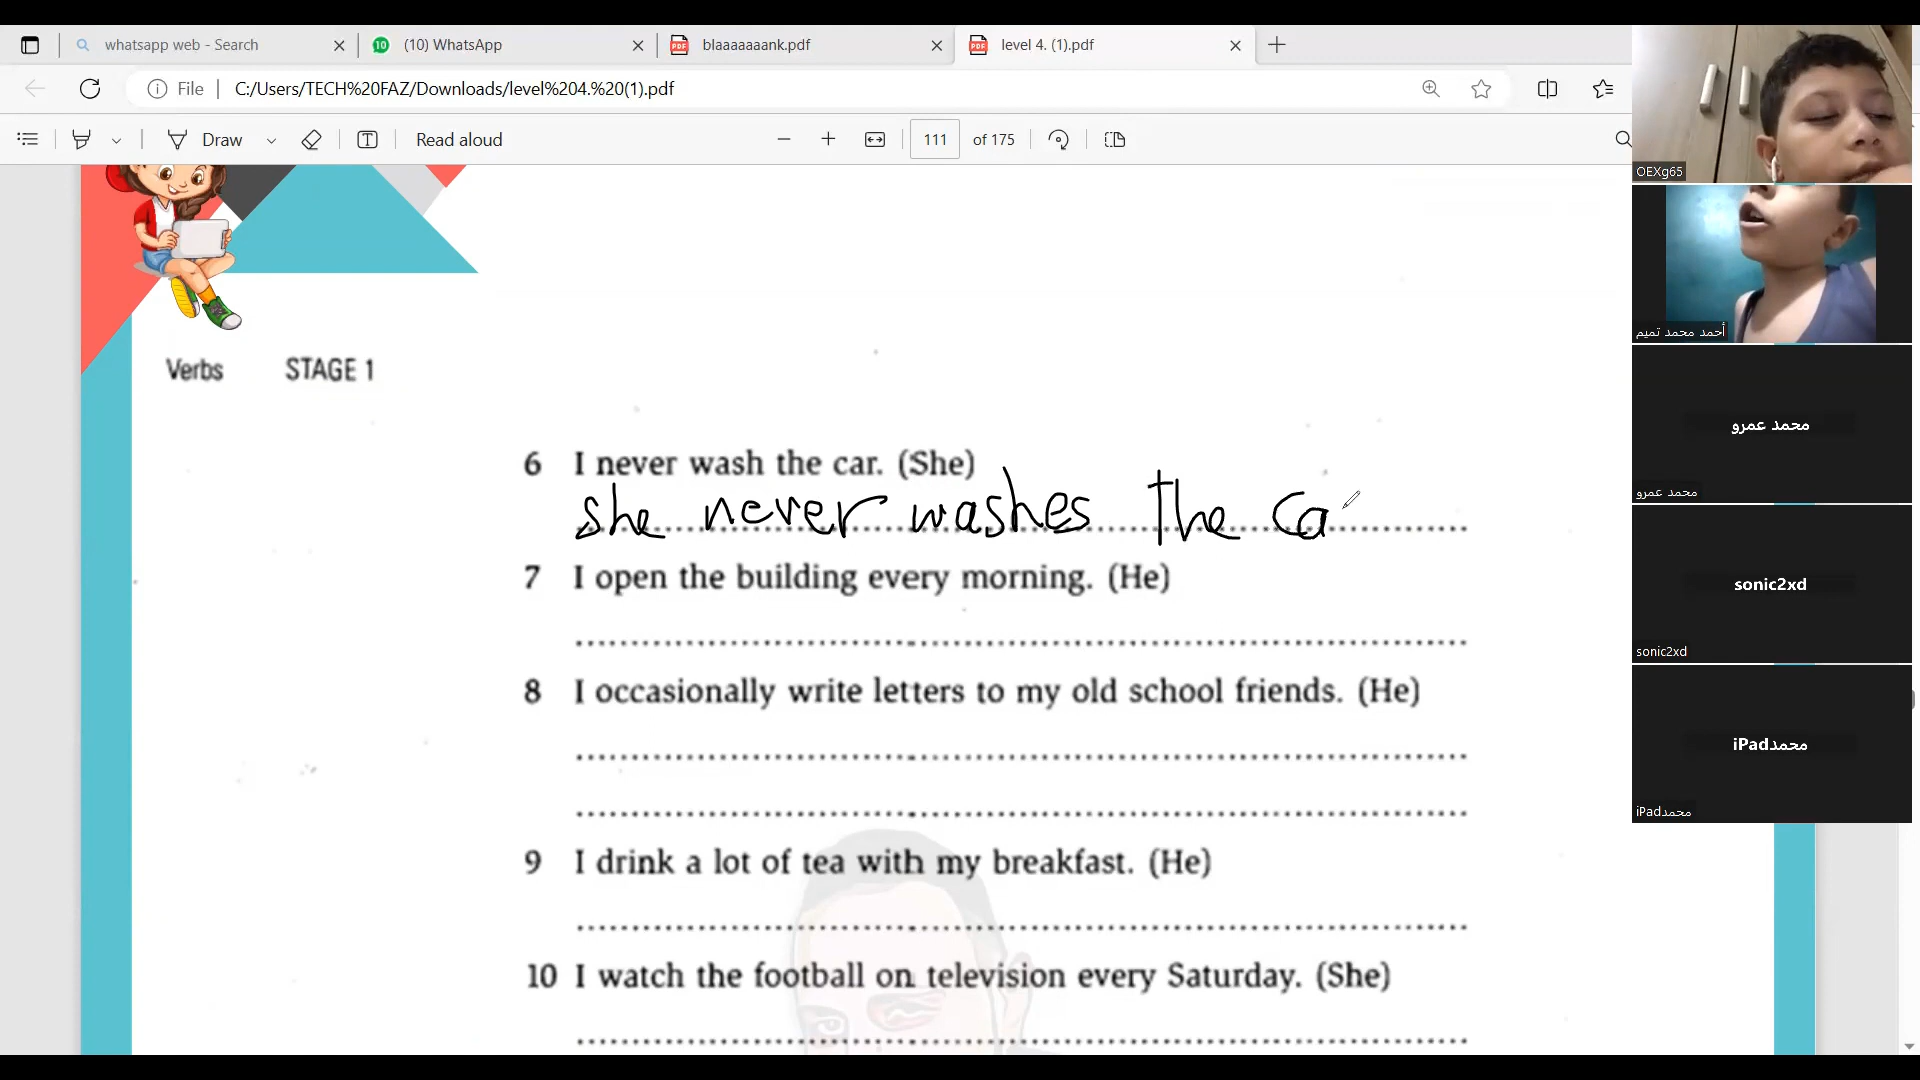 whatsapp web - Search
(10) WhatsApp
blaaaaaaank.pdf
level 4. (1).pdf
File
C:/Users/TECH%20FAZ/Downloads/level%204.%20(1).pdf
Draw
Read aloud
111
of 175
OEXg65
أحمد محمد تميم
محمد عمرو
محمد عمرو
sonic2xd
sonic2xd
iPadمحمد
iPadمحمد
Verbs STAGE 1
6 I never wash the car. (She)
she never washes the ca
7 I open the building every morning. (He)
8 I occasionally write letters to my old school friends. (He)
9 I drink a lot of tea with my breakfast. (He)
10 I watch the football on television every Saturday. (She)